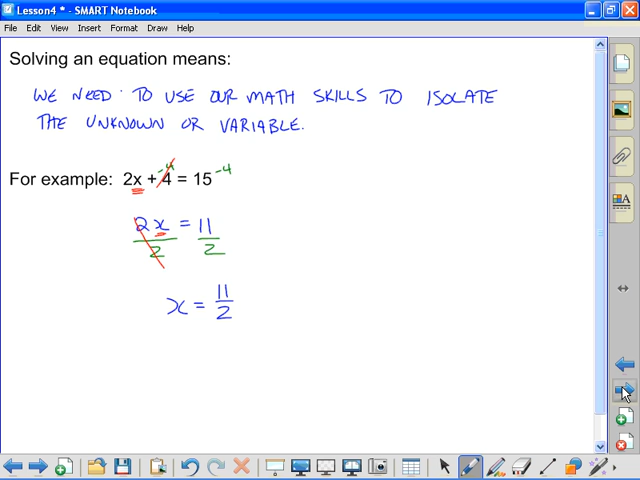 Lesson4 * - SMART Notebook
File Edit View Insert Format Draw Help
Solving an equation means:
WE NEED TO USE OUR MATH SKILLS TO ISOLATE
THE UNKNOWN OR VARIABLE.
For example: 2x + 4 -4 = 15 -4
2x = 11
2 2
x = 11
2